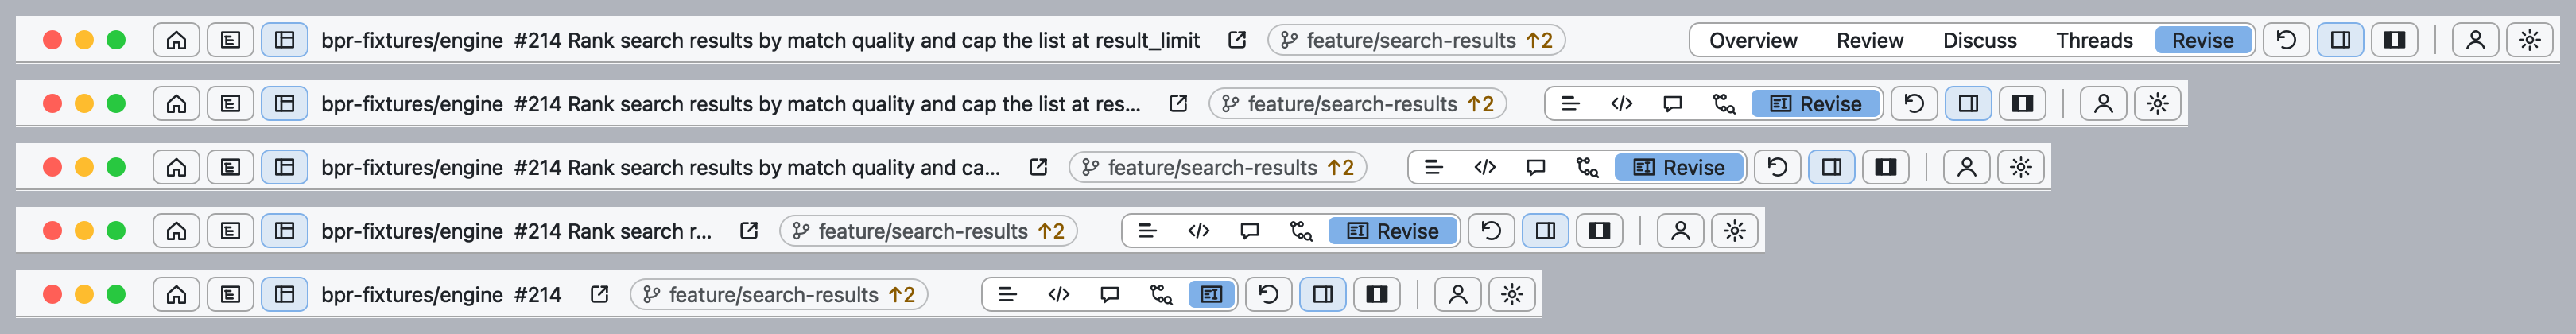 bpr-fixtures/engine #214 Rank search results by match quality and cap the list at result_limit feature/search-results ↑2 Overview Review Discuss Threads Revise
bpr-fixtures/engine #214 Rank search results by match quality and cap the list at res... feature/search-results ↑2 </> Revise
bpr-fixtures/engine #214 Rank search results by match quality and ca... feature/search-results ↑2 </> Revise
bpr-fixtures/engine #214 Rank search r... feature/search-results ↑2 </> Revise
bpr-fixtures/engine #214 feature/search-results ↑2 </>